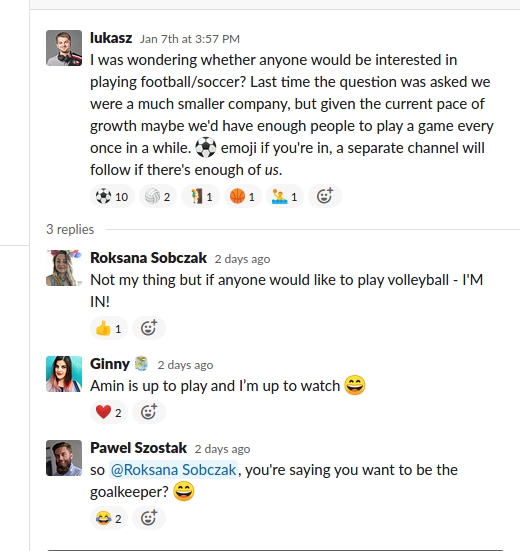 lukasz Jan 7th at 3:57 PM
I was wondering whether anyone would be interested in
playing football/soccer? Last time the question was asked we
were a much smaller company, but given the current pace of
growth maybe we'd have enough people to play a game every
once in a while. ⚽ emoji if you're in, a separate channel will
follow if there's enough of us.
10 2 1 1 1
3 replies
Roksana Sobczak 2 days ago
Not my thing but if anyone would like to play volleyball - I'M
IN!
1
Ginny 2 days ago
Amin is up to play and I'm up to watch 😄
2
Pawel Szostak 2 days ago
so @Roksana Sobczak, you're saying you want to be the
goalkeeper? 😄
2